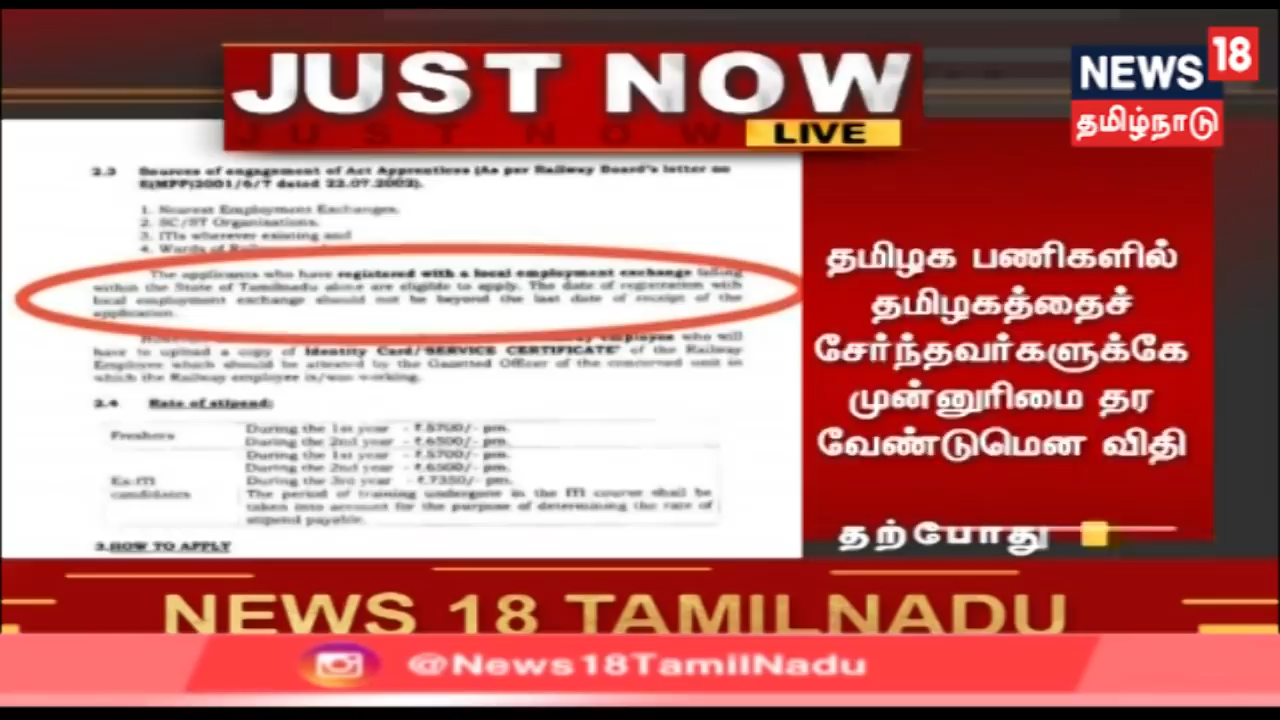 JUST NOW
LIVE
NEWS 18
தமிழ்நாடு
2.3 Sources of engagement of Act Apprentices (As per Railway Board's letter no
E(MPP)2001/6/7 dated 22.07.2002).
1. Nearest Employment Exchanges.
2. SC/ST Organizations.
3. ITIs wherever existing and
4. Wards of
The applicants who have registered with a local employment exchange falling
within the State of Tamilnadu alone are eligible to apply. The date of registration with
local employment exchange should not be beyond the last date of receipt of the
application.
employee who will
have to upload a copy of Identity Card/SERVICE CERTIFICATE" of the Railway
Employee which should be attested by the Gazetted Officer of the concerned unit in
which the Railway employee is/was working.
2.4 Rate of stipend:
Freshers
During the 1st year - ₹.5700/- pm.
During the 2nd year - ₹.6500/- pm.
Ex-ITI
candidates
During the 1st year - ₹.5700/- pm.
During the 2nd year - ₹.6500/- pm.
During the 3rd year - ₹.7350/- pm.
The period of training undergone in the ITI course shall be
taken into account for the purpose of determining the rate of
stipend payable.
3.HOW TO APPLY
தமிழக பணிகளில்
தமிழகத்தைச்
சேர்ந்தவர்களுக்கே
முன்னுரிமை தர
வேண்டுமென விதி
தற்போது
NEWS 18 TAMILNADU
@News18TamilNadu